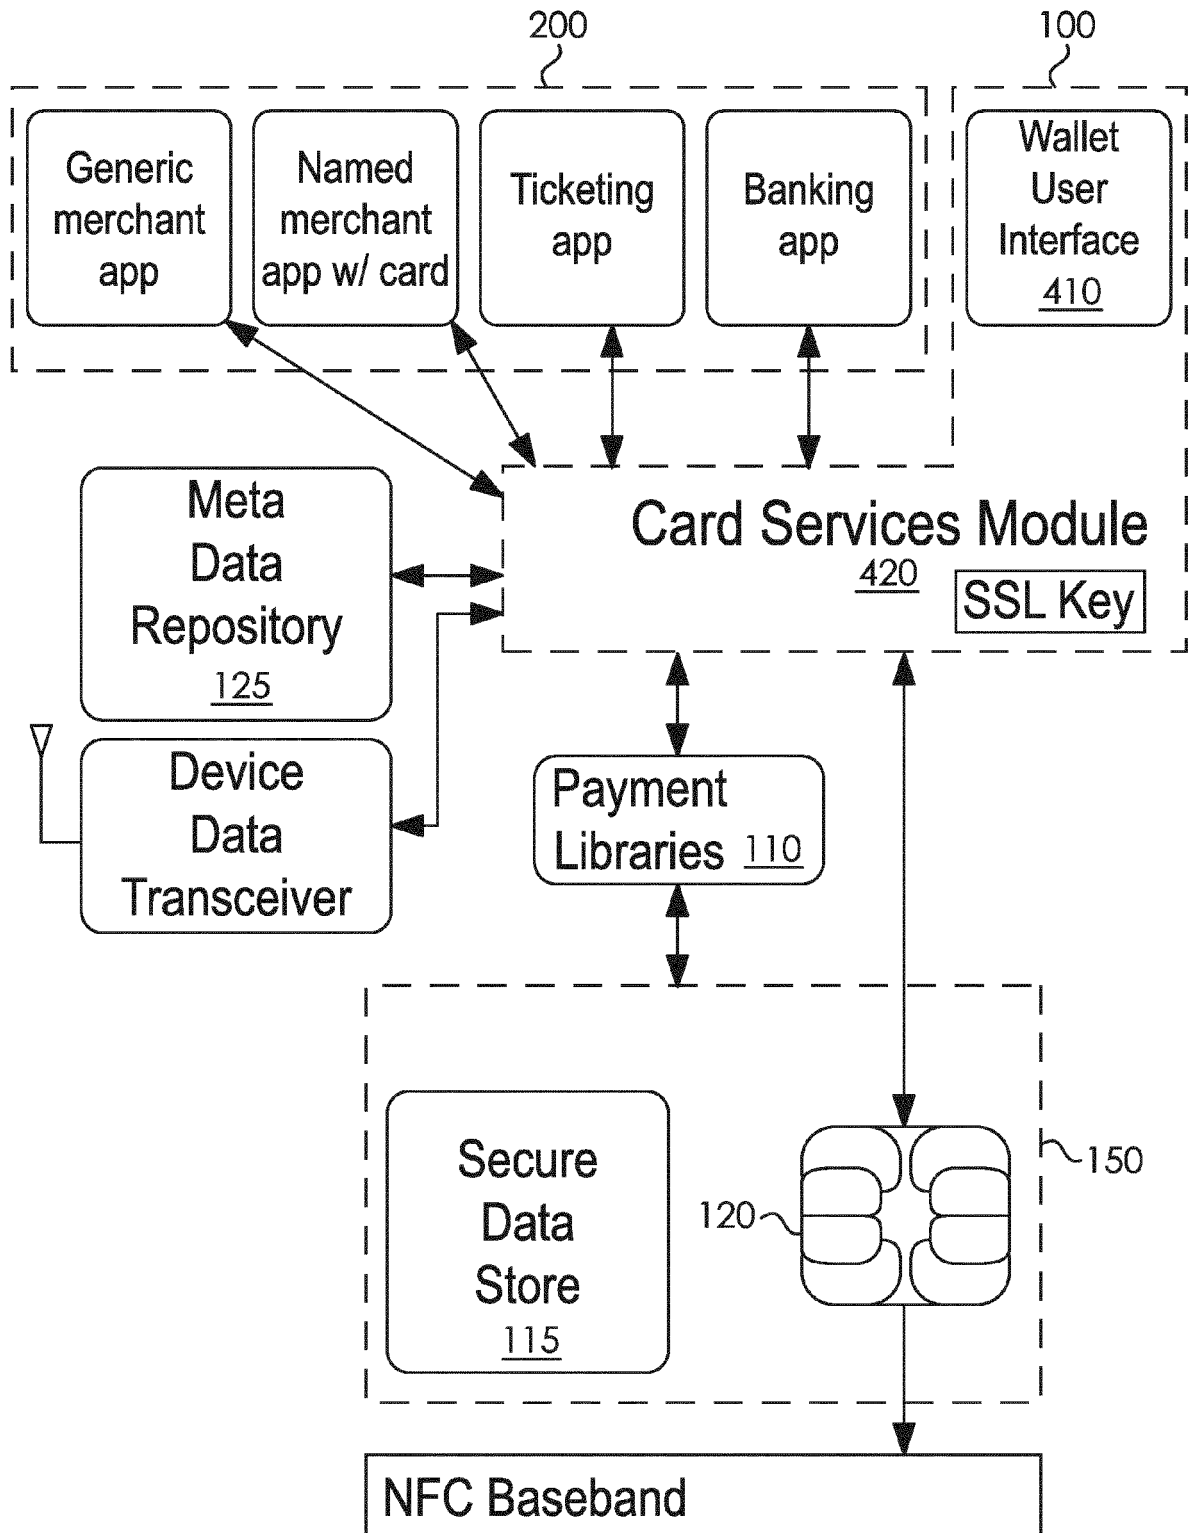 200
100
Generic
merchant
app
Named
merchant
app w/ card
Ticketing
app
Banking
app
Wallet
User
Interface
410
Meta
Data
Repository
125
Card Services Module
420
SSL Key
Device
Data
Transceiver
Payment
Libraries 110
Secure
Data
Store
115
120
150
NFC Baseband